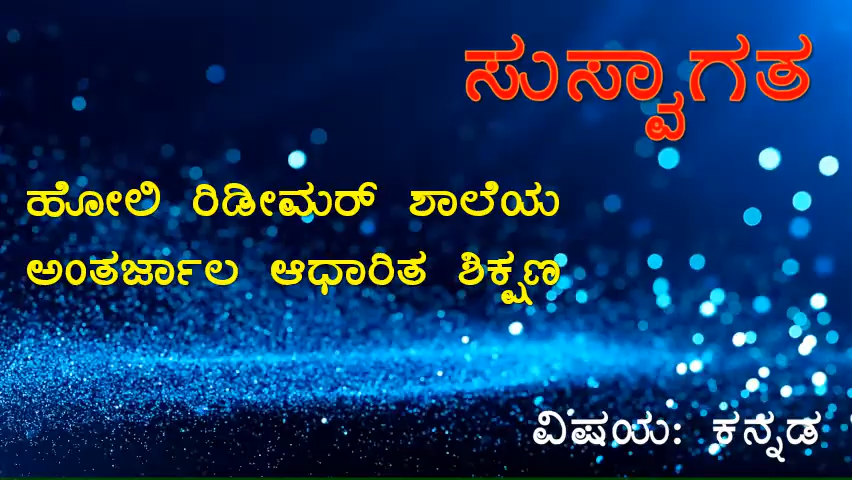 ಸುಸ್ವಾಗತ
ಹೋಲಿ ರಿಡೀಮರ್ ಶಾಲೆಯ
ಅಂತರ್ಜಾಲ ಆಧಾರಿತ ಶಿಕ್ಷಣ
ವಿಷಯ: ಕನ್ನಡ